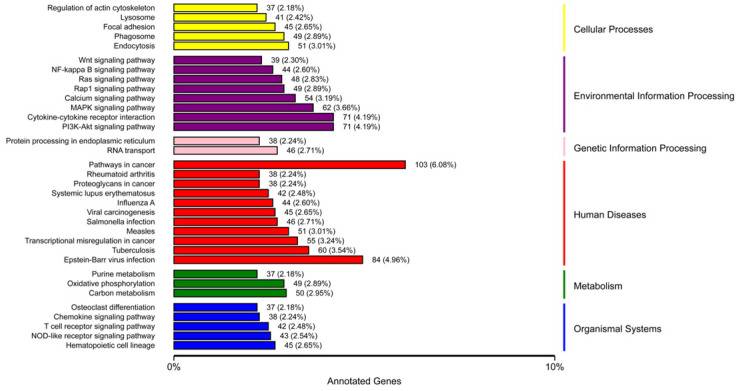 Regulation of actin cytoskeleton 37 (2.18%)
Lysosome 41 (2.42%)
Focal adhesion 45 (2.65%)
Phagosome 49 (2.89%)
Endocytosis 51 (3.01%)
Cellular Processes
Wnt signaling pathway 39 (2.30%)
NF-kappa B signaling pathway 44 (2.60%)
Ras signaling pathway 48 (2.83%)
Rap1 signaling pathway 49 (2.89%)
Calcium signaling pathway 54 (3.19%)
MAPK signaling pathway 62 (3.66%)
Cytokine-cytokine receptor interaction 71 (4.19%)
PI3K-Akt signaling pathway 71 (4.19%)
Environmental Information Processing
Protein processing in endoplasmic reticulum 38 (2.24%)
RNA transport 46 (2.71%)
Genetic Information Processing
Pathways in cancer 103 (6.08%)
Rheumatoid arthritis 38 (2.24%)
Proteoglycans in cancer 38 (2.24%)
Systemic lupus erythematosus 42 (2.48%)
Influenza A 44 (2.60%)
Viral carcinogenesis 45 (2.65%)
Salmonella infection 46 (2.71%)
Measles 51 (3.01%)
Transcriptional misregulation in cancer 55 (3.24%)
Tuberculosis 60 (3.54%)
Epstein-Barr virus infection 84 (4.96%)
Human Diseases
Purine metabolism 37 (2.18%)
Oxidative phosphorylation 49 (2.89%)
Carbon metabolism 50 (2.95%)
Metabolism
Osteoclast differentiation 37 (2.18%)
Chemokine signaling pathway 38 (2.24%)
T cell receptor signaling pathway 42 (2.48%)
NOD-like receptor signaling pathway 43 (2.54%)
Hematopoietic cell lineage 45 (2.65%)
Organismal Systems
0% 10%
Annotated Genes